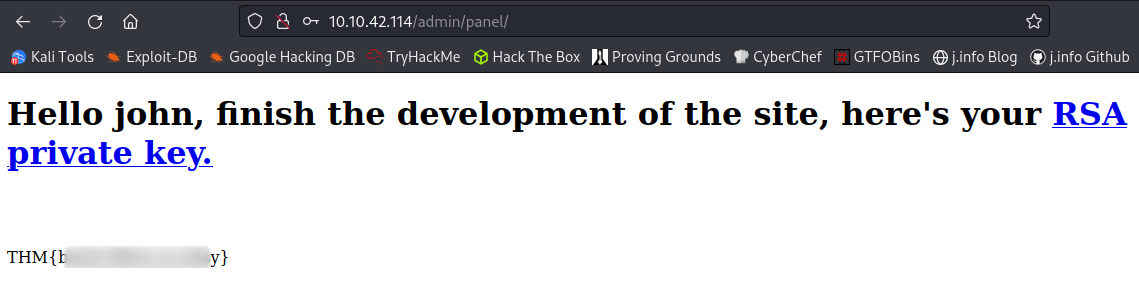 10.10.42.114/admin/panel/
Kali Tools Exploit-DB Google Hacking DB TryHackMe Hack The Box Proving Grounds CyberChef GTFOBins j.info Blog j.info Github
Hello john, finish the development of the site, here's your RSA
private key.
THM{b y}